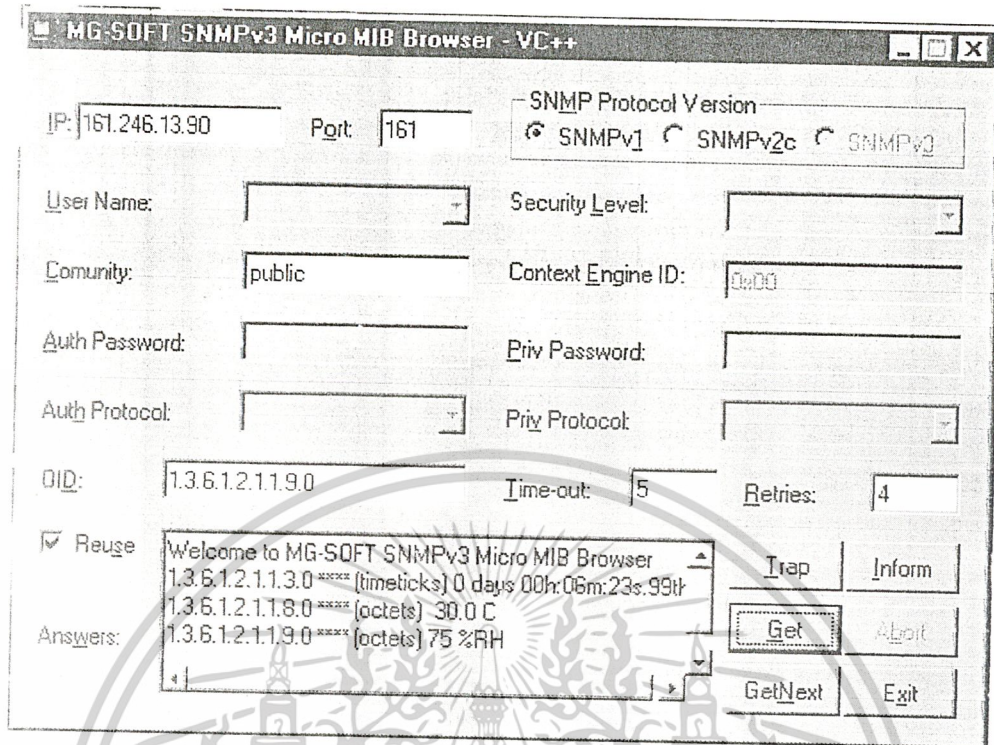 MG-SOFT SNMPv3 Micro MIB Browser - VC++
IP: 161.246.13.90 Port: 161
SNMP Protocol Version
SNMPv1 SNMPv2c SNMPv3
User Name: Security Level:
Comunity: public Context Engine ID: 0x00
Auth Password: Priv Password:
Auth Protocol: Priv Protocol:
OID: 1.3.6.1.2.1.1.9.0 Time-out: 5 Retries: 4
Reuse
Welcome to MG-SOFT SNMPv3 Micro MIB Browser
1.3.6.1.2.1.1.3.0 **** (timeticks) 0 days 00h:06m:23s.99th
1.3.6.1.2.1.1.8.0 **** (octets) 30.0 C
1.3.6.1.2.1.1.9.0 **** (octets) 75 %RH
Answers:
Trap Inform
Get Abort
GetNext Exit